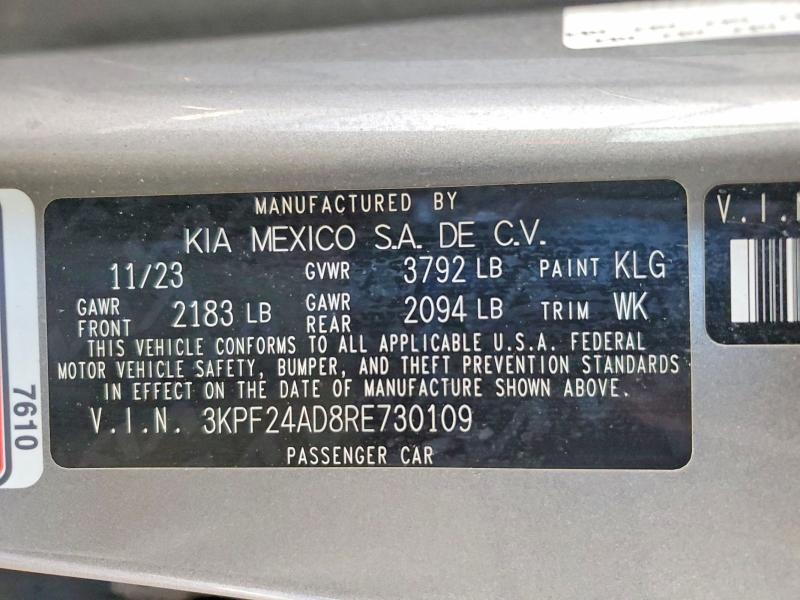 MANUFACTURED BY
KIA MEXICO S.A. DE C.V.
11/23 GVWR 3792 LB PAINT KLG
GAWR FRONT 2183 LB GAWR REAR 2094 LB TRIM WK
THIS VEHICLE CONFORMS TO ALL APPLICABLE U.S.A. FEDERAL
MOTOR VEHICLE SAFETY, BUMPER, AND THEFT PREVENTION STANDARDS
IN EFFECT ON THE DATE OF MANUFACTURE SHOWN ABOVE.
V.I.N. 3KPF24AD8RE730109
PASSENGER CAR
7610
V.I.N